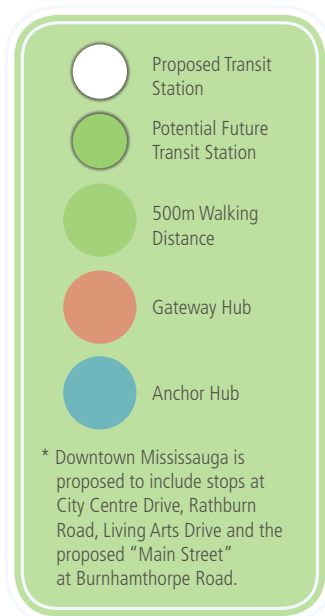 Proposed Transit
Station
Potential Future
Transit Station
500m Walking
Distance
Gateway Hub
Anchor Hub
* Downtown Mississauga is
proposed to include stops at
City Centre Drive, Rathburn
Road, Living Arts Drive and the
proposed “Main Street”
at Burnhamthorpe Road.